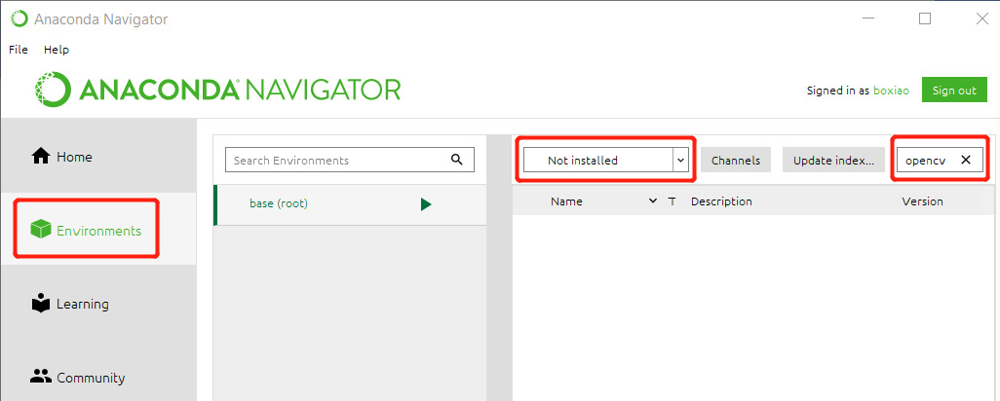 Anaconda Navigator
File Help
ANACONDA NAVIGATOR
Signed in as boxiao Sign out
Home
Environments
Learning
Community
Search Environments
base (root)
Not installed Channels Update index... opencv
Name T Description Version